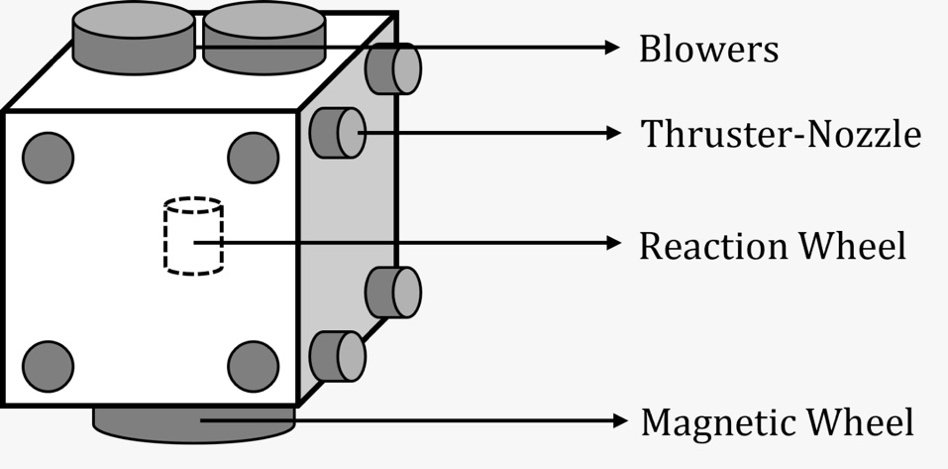 Blowers
Thruster-Nozzle
Reaction Wheel
Magnetic Wheel